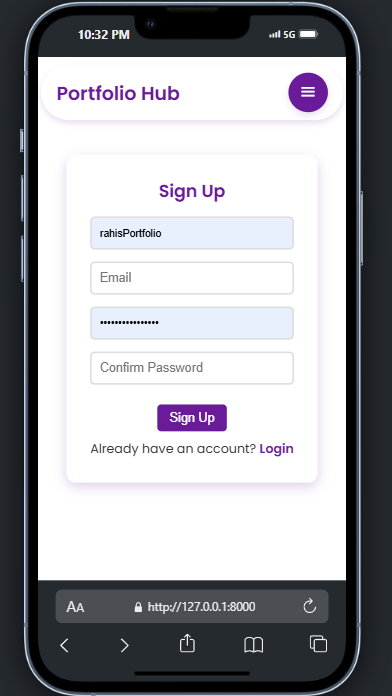 10:32 PM
5G
Portfolio Hub
Sign Up
rahisPortfolio
Email
••••••••••••••••
Confirm Password
Sign Up
Already have an account? Login
AA
http://127.0.0.1:8000